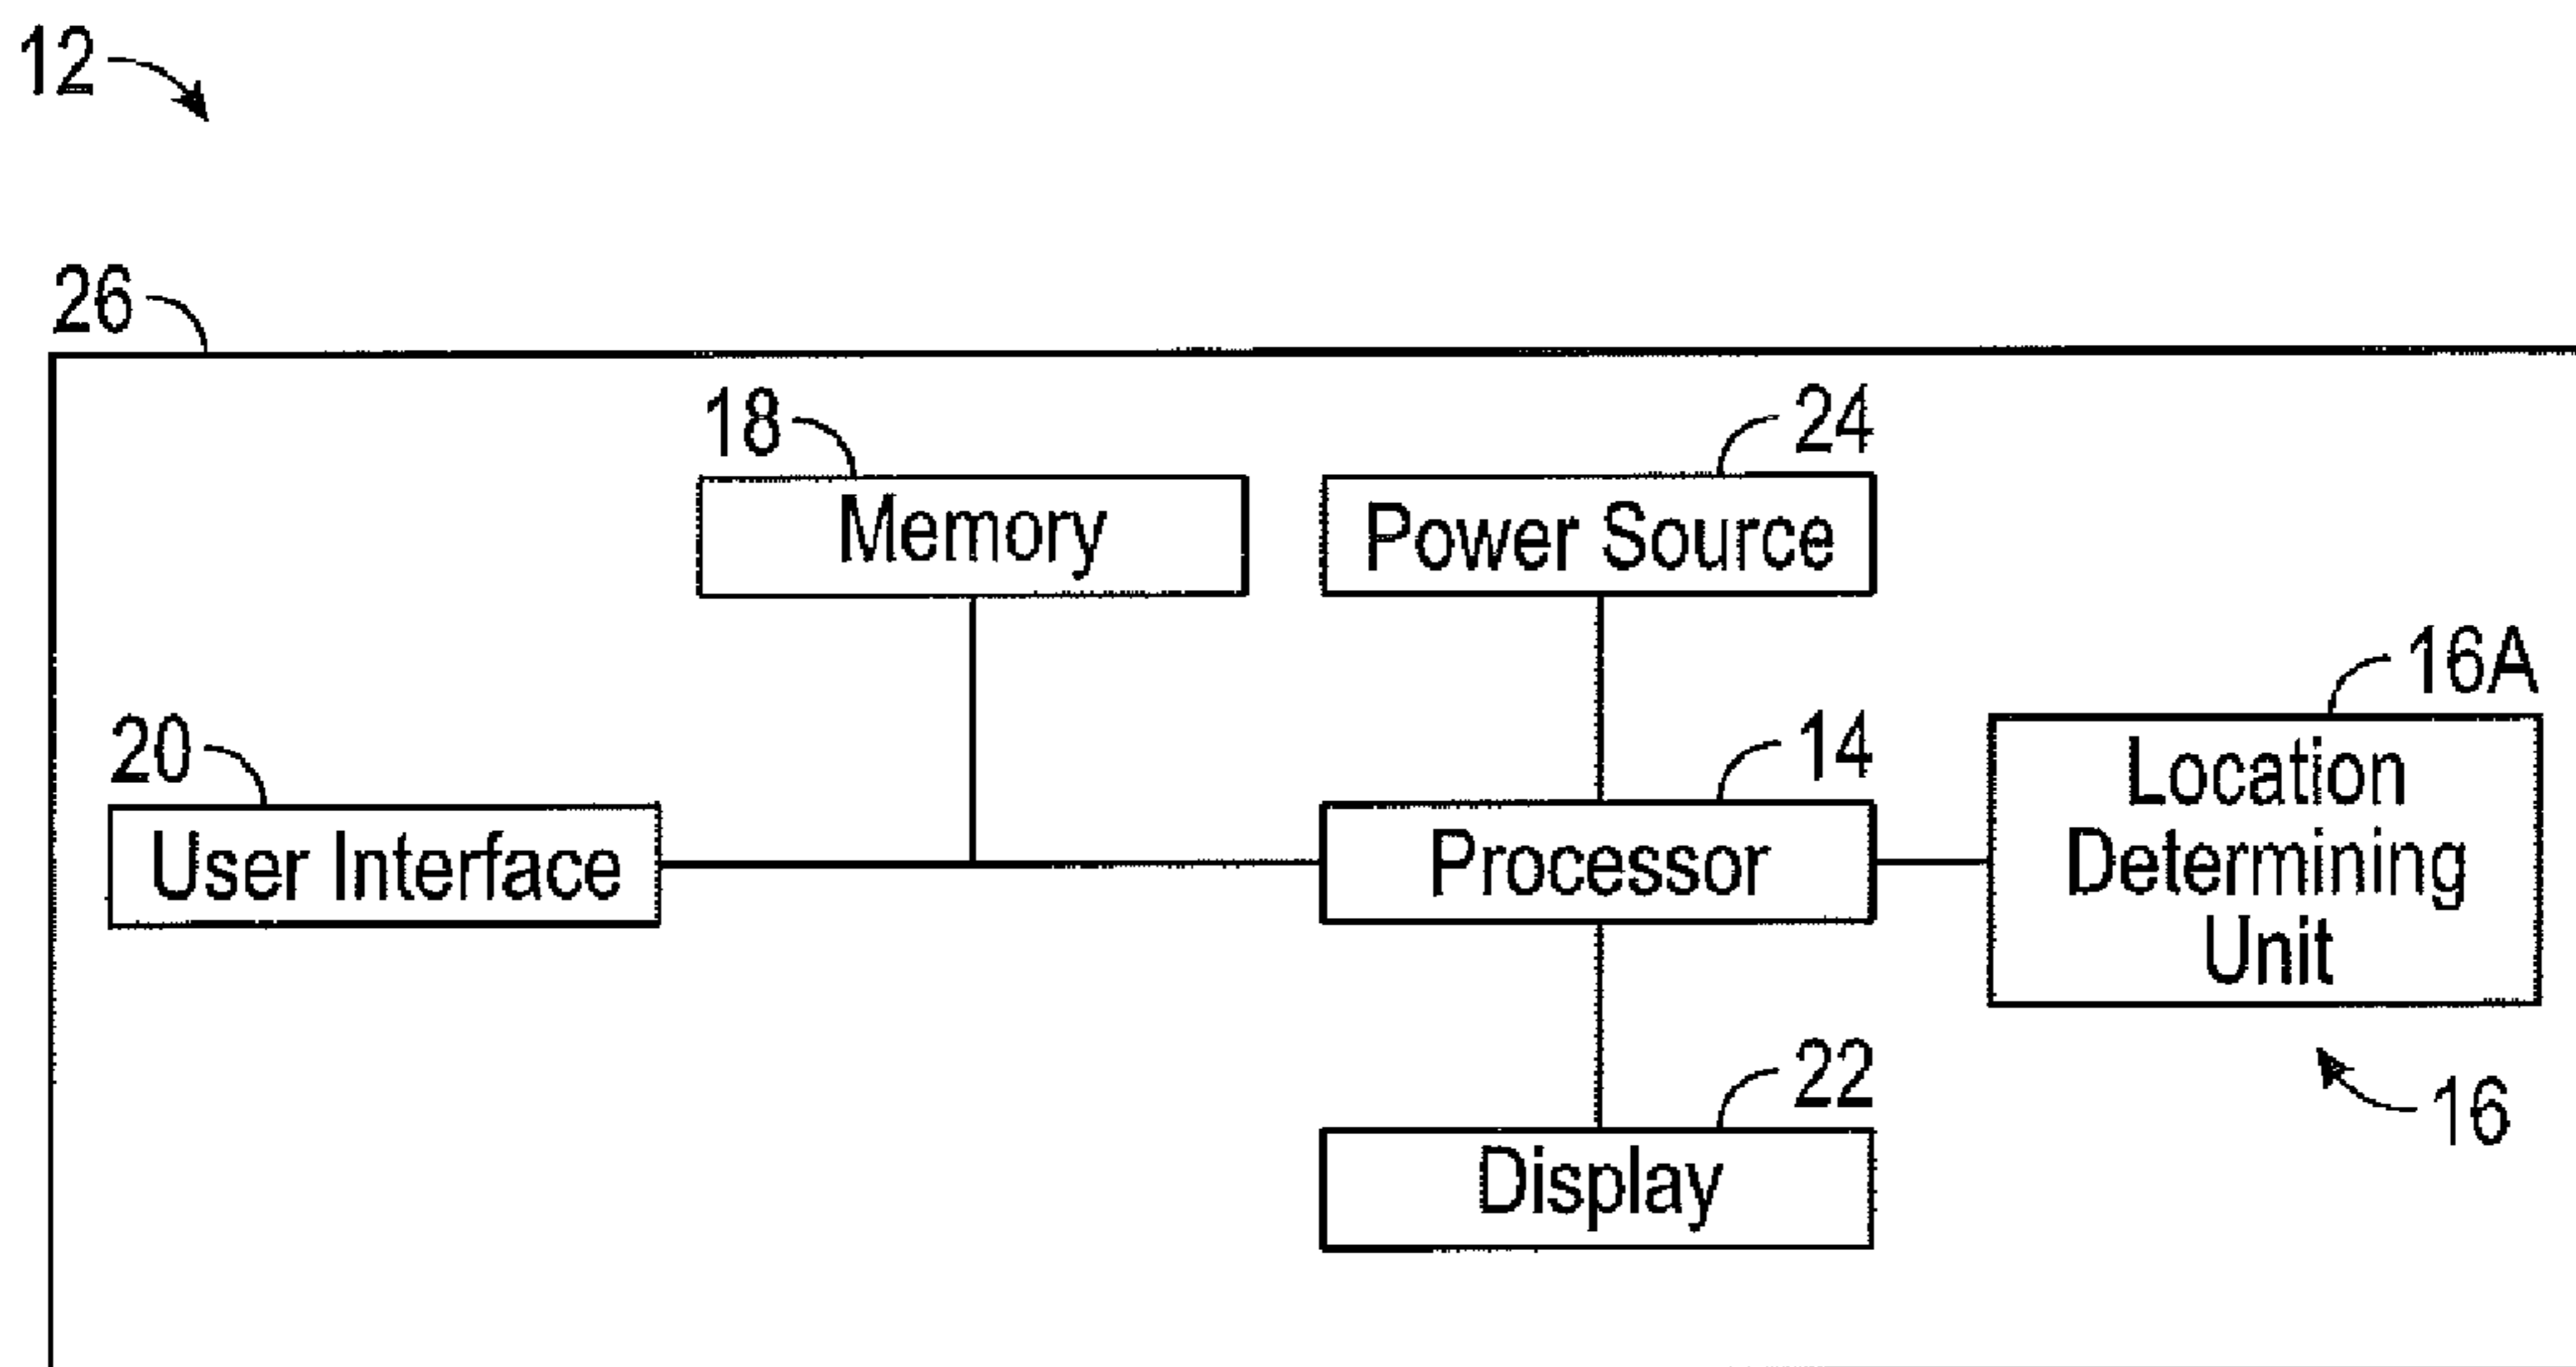 12
26
18
Memory
24
Power Source
16A
Location
Determining
Unit
20
User Interface
14
Processor
22
Display
16